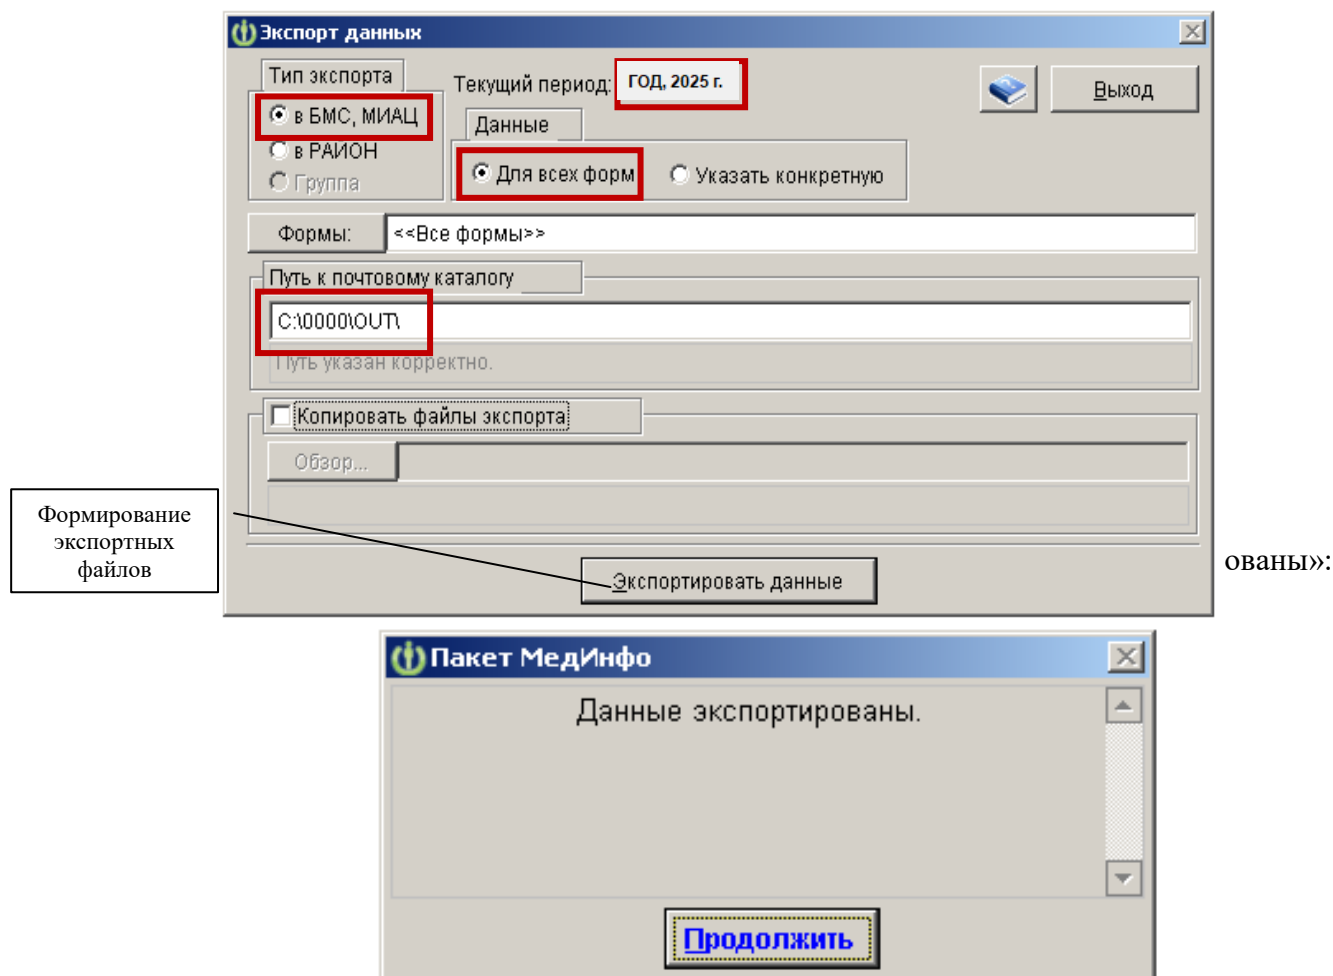 Экспорт данных
Тип экспорта
Текущий период: ГОД, 2025 г.
Выход
в БМС, МИАЦ
Данные
в РАЙОН
Для всех форм
Указать конкретную
Группа
Формы:
<<Все формы>>
Путь к почтовому каталогу
C:\0000\OUT\
Путь указан корректно.
Копировать файлы экспорта
Обзор...
Формирование
экспортных
файлов
Экспортировать данные
ованы»:
Пакет МедИнфо
Данные экспортированы.
Продолжить